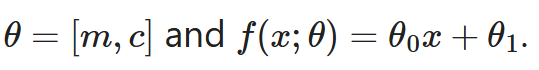 θ = [m, c] and f(x; θ) = θ₀x + θ₁.